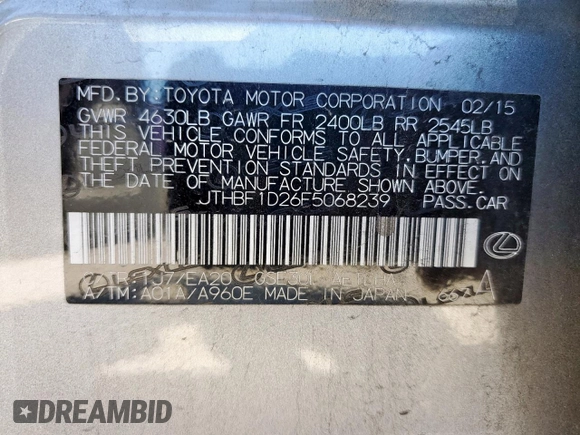 MFD. BY: TOYOTA MOTOR CORPORATION 02/15
GVWR 4630LB GAWR FR 2400LB RR 2545LB
THIS VEHICLE CONFORMS TO ALL APPLICABLE
FEDERAL MOTOR VEHICLE SAFETY, BUMPER, AND
THEFT PREVENTION STANDARDS IN EFFECT ON
THE DATE OF MANUFACTURE SHOWN ABOVE.
JTHBF1D26F5068239 PASS. CAR
J77/EA20
A/TM: A01A/A960E MADE IN JAPAN A
DREAMBID